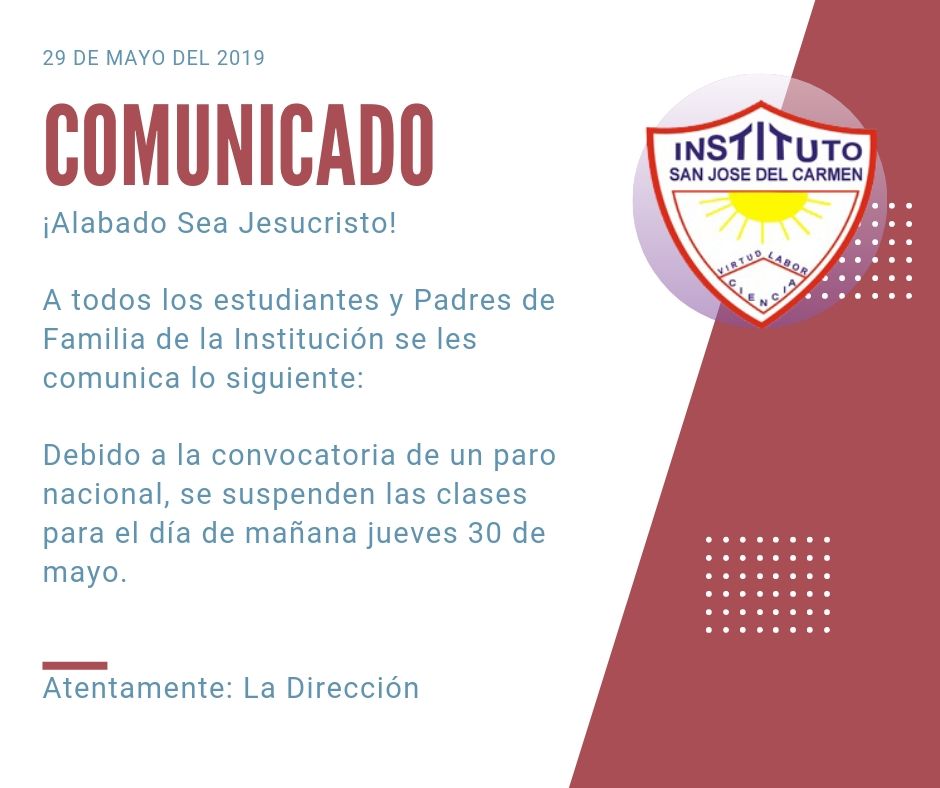 29 DE MAYO DEL 2019
COMUNICADO
¡Alabado Sea Jesucristo!
A todos los estudiantes y Padres de
Familia de la Institución se les
comunica lo siguiente:
Debido a la convocatoria de un paro
nacional, se suspenden las clases
para el día de mañana jueves 30 de
mayo.
Atentamente: La Dirección
INSTITUTO
SAN JOSE DEL CARMEN
VIRTUD LABOR
CIENCIA